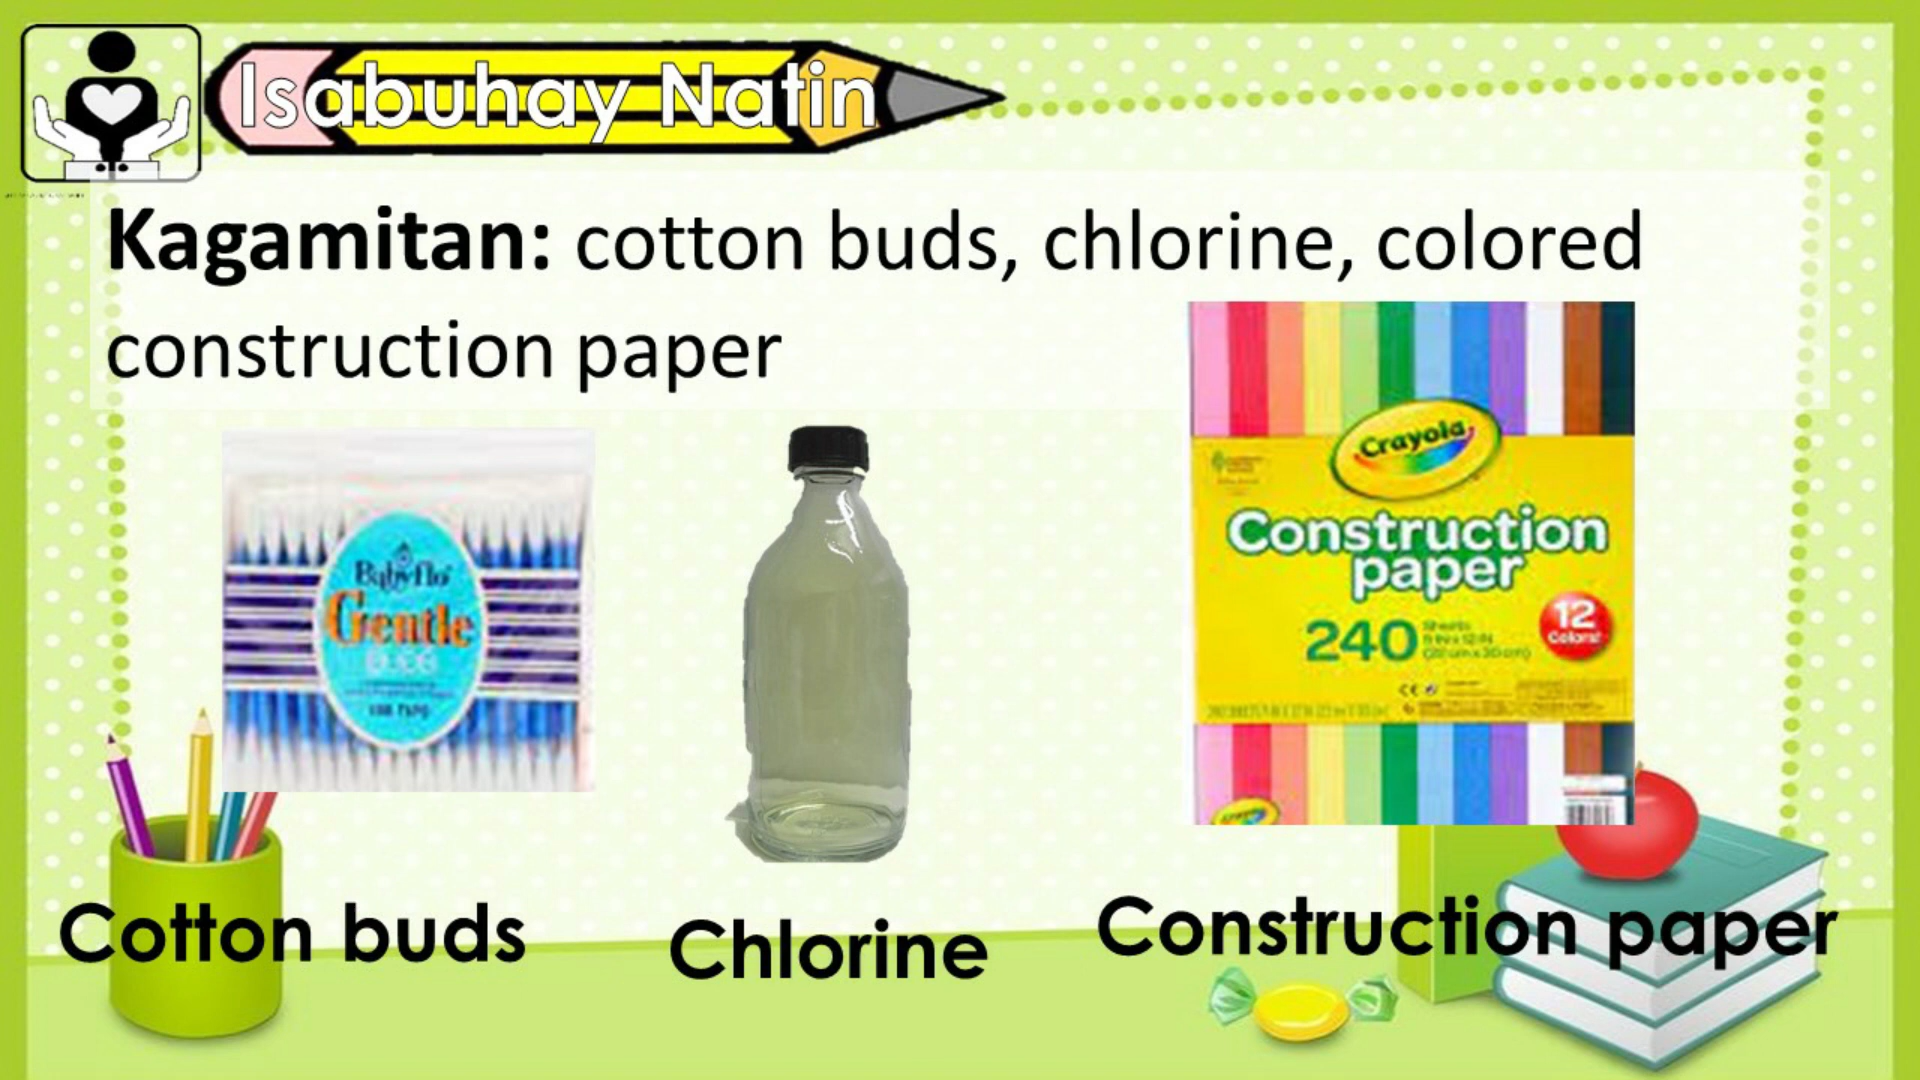 Isabuhay Natin
Kagamitan: cotton buds, chlorine, colored
construction paper
Babyflo
Gentle
Crayola
Construction
paper
240
12
Colors!
Cotton buds
Chlorine
Construction paper